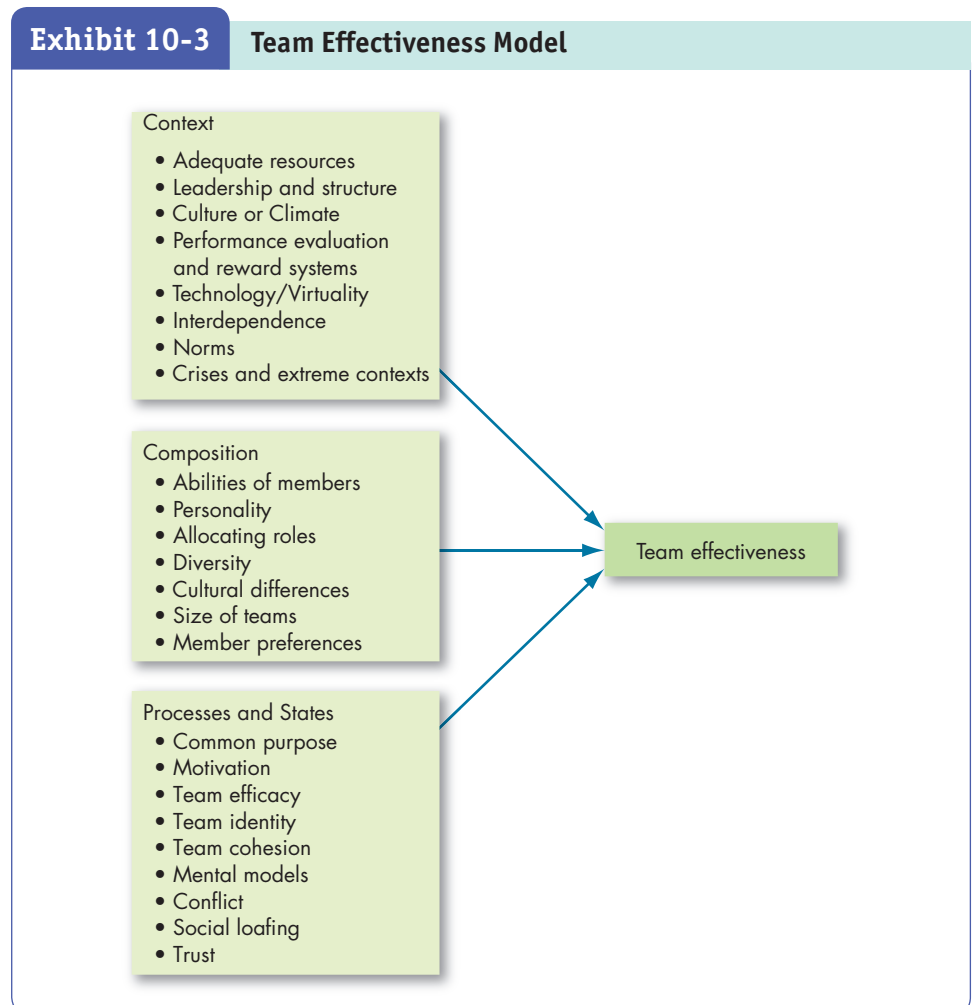 Exhibit 10-3 Team Effectiveness Model
Context
• Adequate resources
• Leadership and structure
• Culture or Climate
• Performance evaluation
and reward systems
• Technology/Virtuality
• Interdependence
• Norms
• Crises and extreme contexts
Composition
• Abilities of members
• Personality
• Allocating roles
• Diversity
• Cultural differences
• Size of teams
• Member preferences
Team effectiveness
Processes and States
• Common purpose
• Motivation
• Team efficacy
• Team identity
• Team cohesion
• Mental models
• Conflict
• Social loafing
• Trust